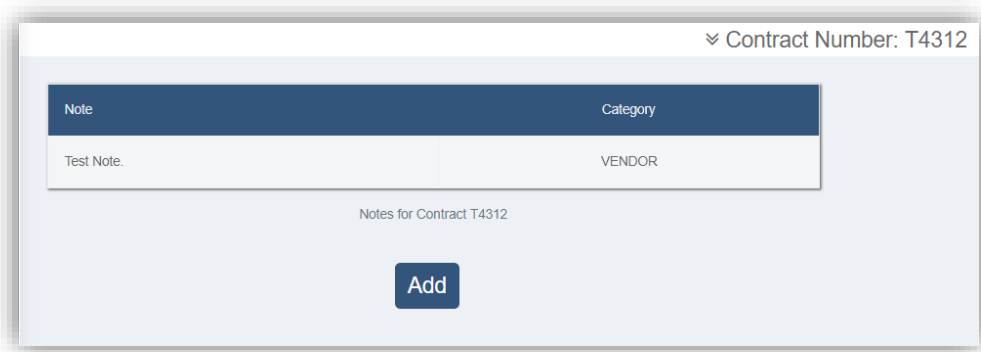 Contract Number: T4312
Note Category
Test Note. VENDOR
Notes for Contract T4312
Add